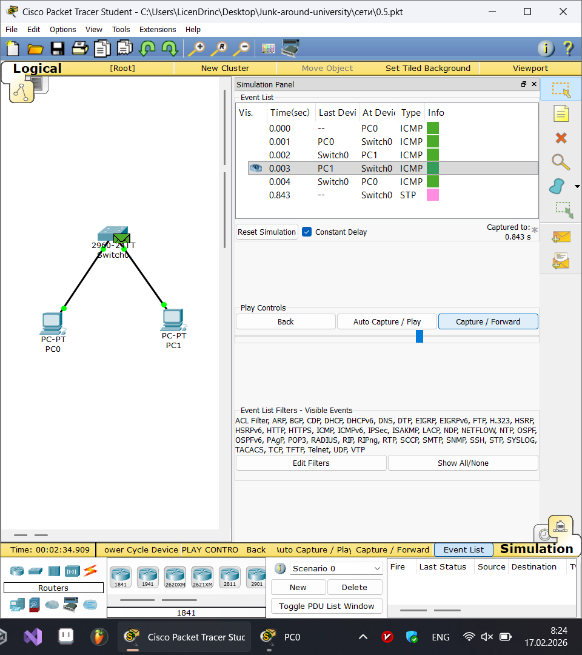 Cisco Packet Tracer Student - C:\Users\LicenDrinc\Desktop\Junk-around-university\сети\0.5.pkt
File Edit Options View Tools Extensions Help
Logical [Root] New Cluster Move Object Set Tiled Background Viewport
Simulation Panel
Event List
Vis. Time(sec) Last Devi At Devic Type Info
0.000 -- PC0 ICMP
0.001 PC0 Switch0 ICMP
0.002 Switch0 PC1 ICMP
0.003 PC1 Switch0 ICMP
0.004 Switch0 PC0 ICMP
0.843 -- Switch0 STP
Reset Simulation Constant Delay Captured to:
0.843 s
2960-24TT
Switch0
PC-PT
PC0
PC-PT
PC1
Play Controls
Back Auto Capture / Play Capture / Forward
Event List Filters - Visible Events
ACL Filter, ARP, BGP, CDP, DHCP, DHCPv6, DNS, DTP, EIGRP, EIGRPv6, FTP, H.323, HSRP,
HSRPv6, HTTP, HTTPS, ICMP, ICMPv6, IPSec, ISAKMP, LACP, NDP, NETFLOW, NTP, OSPF,
OSPFv6, PAgP, POP3, RADIUS, RIP, RIPng, RTP, SCCP, SMTP, SNMP, SSH, STP, SYSLOG,
TACACS, TCP, TFTP, Telnet, UDP, VTP
Edit Filters Show All/None
Time: 00:02:34.909 ower Cycle Device PLAY CONTRO Back Auto Capture / Play Capture / Forward Event List Simulation
Routers
1841 1941 2620XM 2621XM 2811 2901
1841
Scenario 0
New Delete
Toggle PDU List Window
Fire Last Status Source Destination
Cisco Packet Tracer Stuc PC0 ENG 8:24
17.02.2026